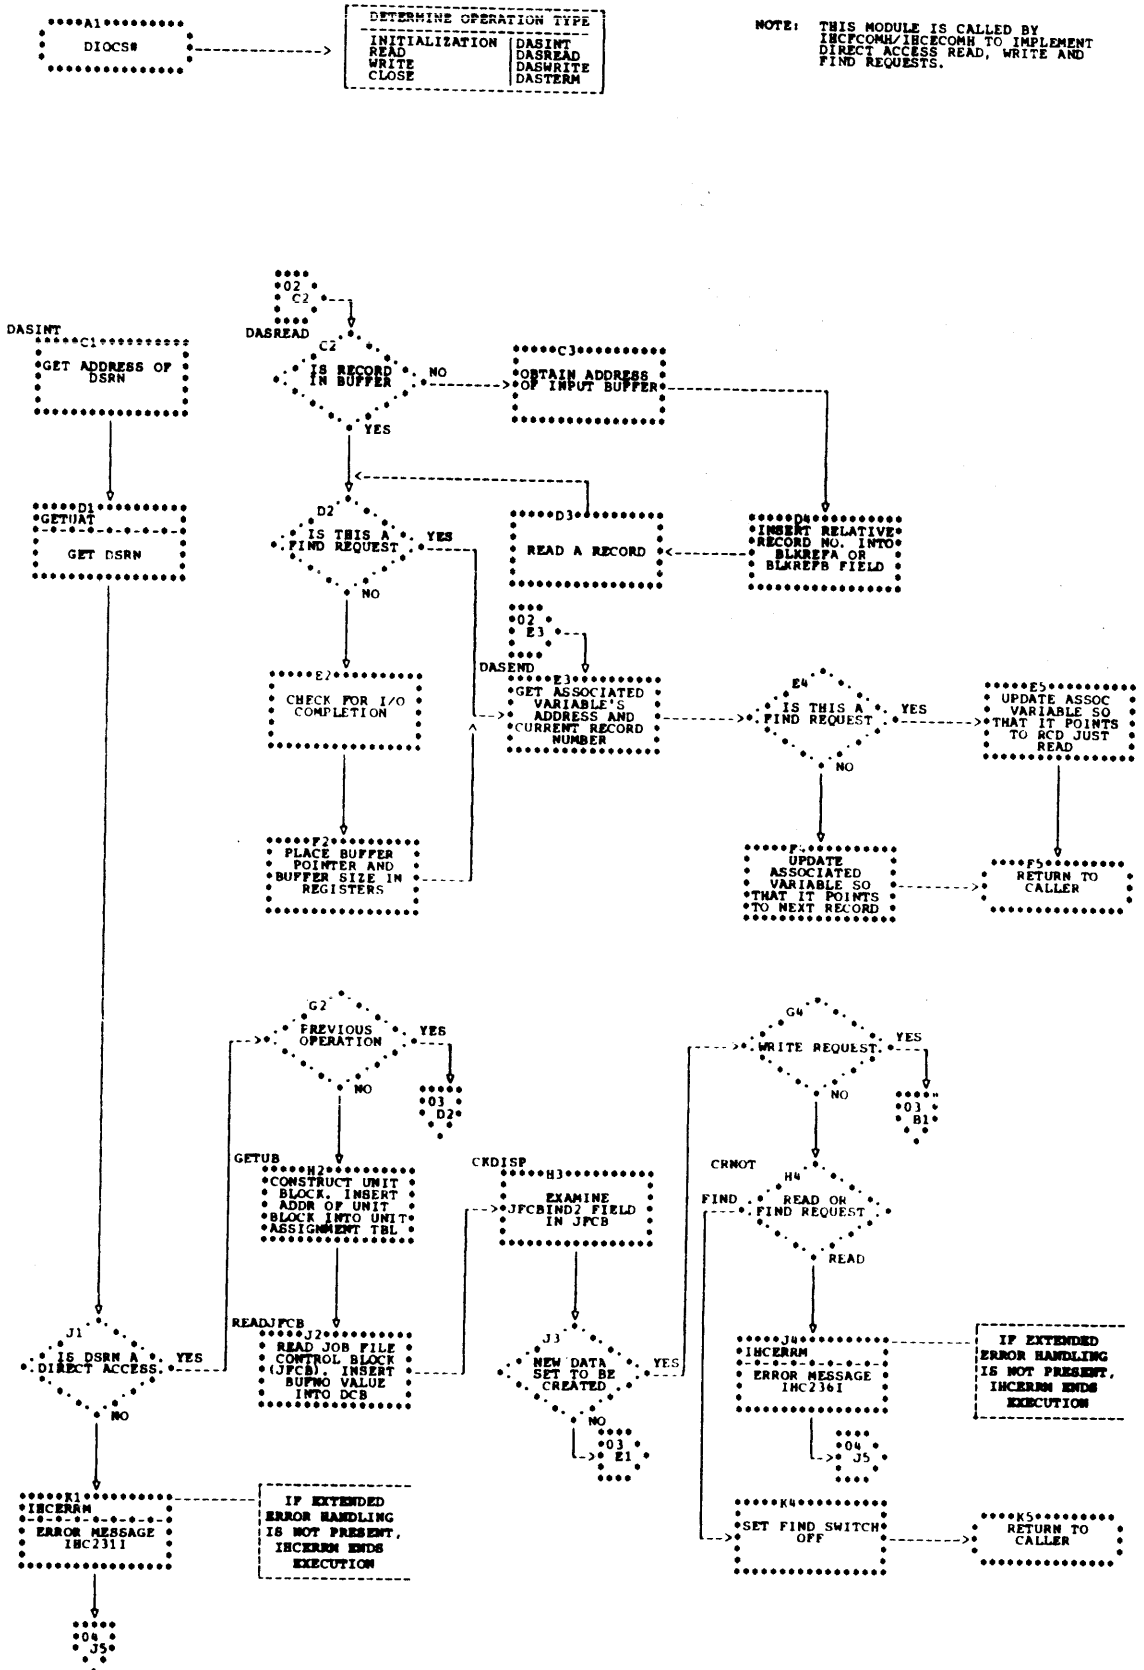 A1
DIOCS#
DETERMINE OPERATION TYPE
INITIALIZATION DASINT
READ DASREAD
WRITE DASWRITE
CLOSE DASTERM
NOTE: THIS MODULE IS CALLED BY
IHCFCOMH/IHCECOMH TO IMPLEMENT
DIRECT ACCESS READ, WRITE AND
FIND REQUESTS.
02
C2
DASINT
C1
GET ADDRESS OF
DSRN
DASREAD
C2
IS RECORD
IN BUFFER
NO
YES
C3
OBTAIN ADDRESS
OF INPUT BUFFER
D1
GETUAT
GET DSRN
D2
IS THIS A
FIND REQUEST
YES
NO
D3
READ A RECORD
D4
INSERT RELATIVE
RECORD NO. INTO
BLKREFA OR
BLKREFB FIELD
02
E3
E2
CHECK FOR I/O
COMPLETION
DASEND
E3
GET ASSOCIATED
VARIABLE'S
ADDRESS AND
CURRENT RECORD
NUMBER
E4
IS THIS A
FIND REQUEST
YES
NO
E5
UPDATE ASSOC
VARIABLE SO
THAT IT POINTS
TO RCD JUST
READ
F2
PLACE BUFFER
POINTER AND
BUFFER SIZE IN
REGISTERS
UPDATE
ASSOCIATED
VARIABLE SO
THAT IT POINTS
TO NEXT RECORD
F5
RETURN TO
CALLER
G2
PREVIOUS
OPERATION
YES
NO
03
D2
G4
WRITE REQUEST
YES
NO
03
B1
GETUB
H2
CONSTRUCT UNIT
BLOCK. INSERT
ADDR OF UNIT
BLOCK INTO UNIT
ASSIGNMENT TBL
CKDISP
H3
EXAMINE
JFCBIND2 FIELD
IN JFCB
CRNOT
H4
READ OR
FIND REQUEST
FIND
READ
J1
IS DSRN A
DIRECT ACCESS
YES
NO
READJFCB
J2
READ JOB FILE
CONTROL BLOCK
(JFCB). INSERT
BUFNO VALUE
INTO DCB
J3
NEW DATA
SET TO BE
CREATED
YES
NO
03
E1
J4
IHCERRM
ERROR MESSAGE
IHC236I
IF EXTENDED
ERROR HANDLING
IS NOT PRESENT,
IHCERRM ENDS
EXECUTION
04
J5
K1
IHCERRM
ERROR MESSAGE
IHC231I
IF EXTENDED
ERROR HANDLING
IS NOT PRESENT,
IHCERRM ENDS
EXECUTION
K4
SET FIND SWITCH
OFF
K5
RETURN TO
CALLER
04
J5